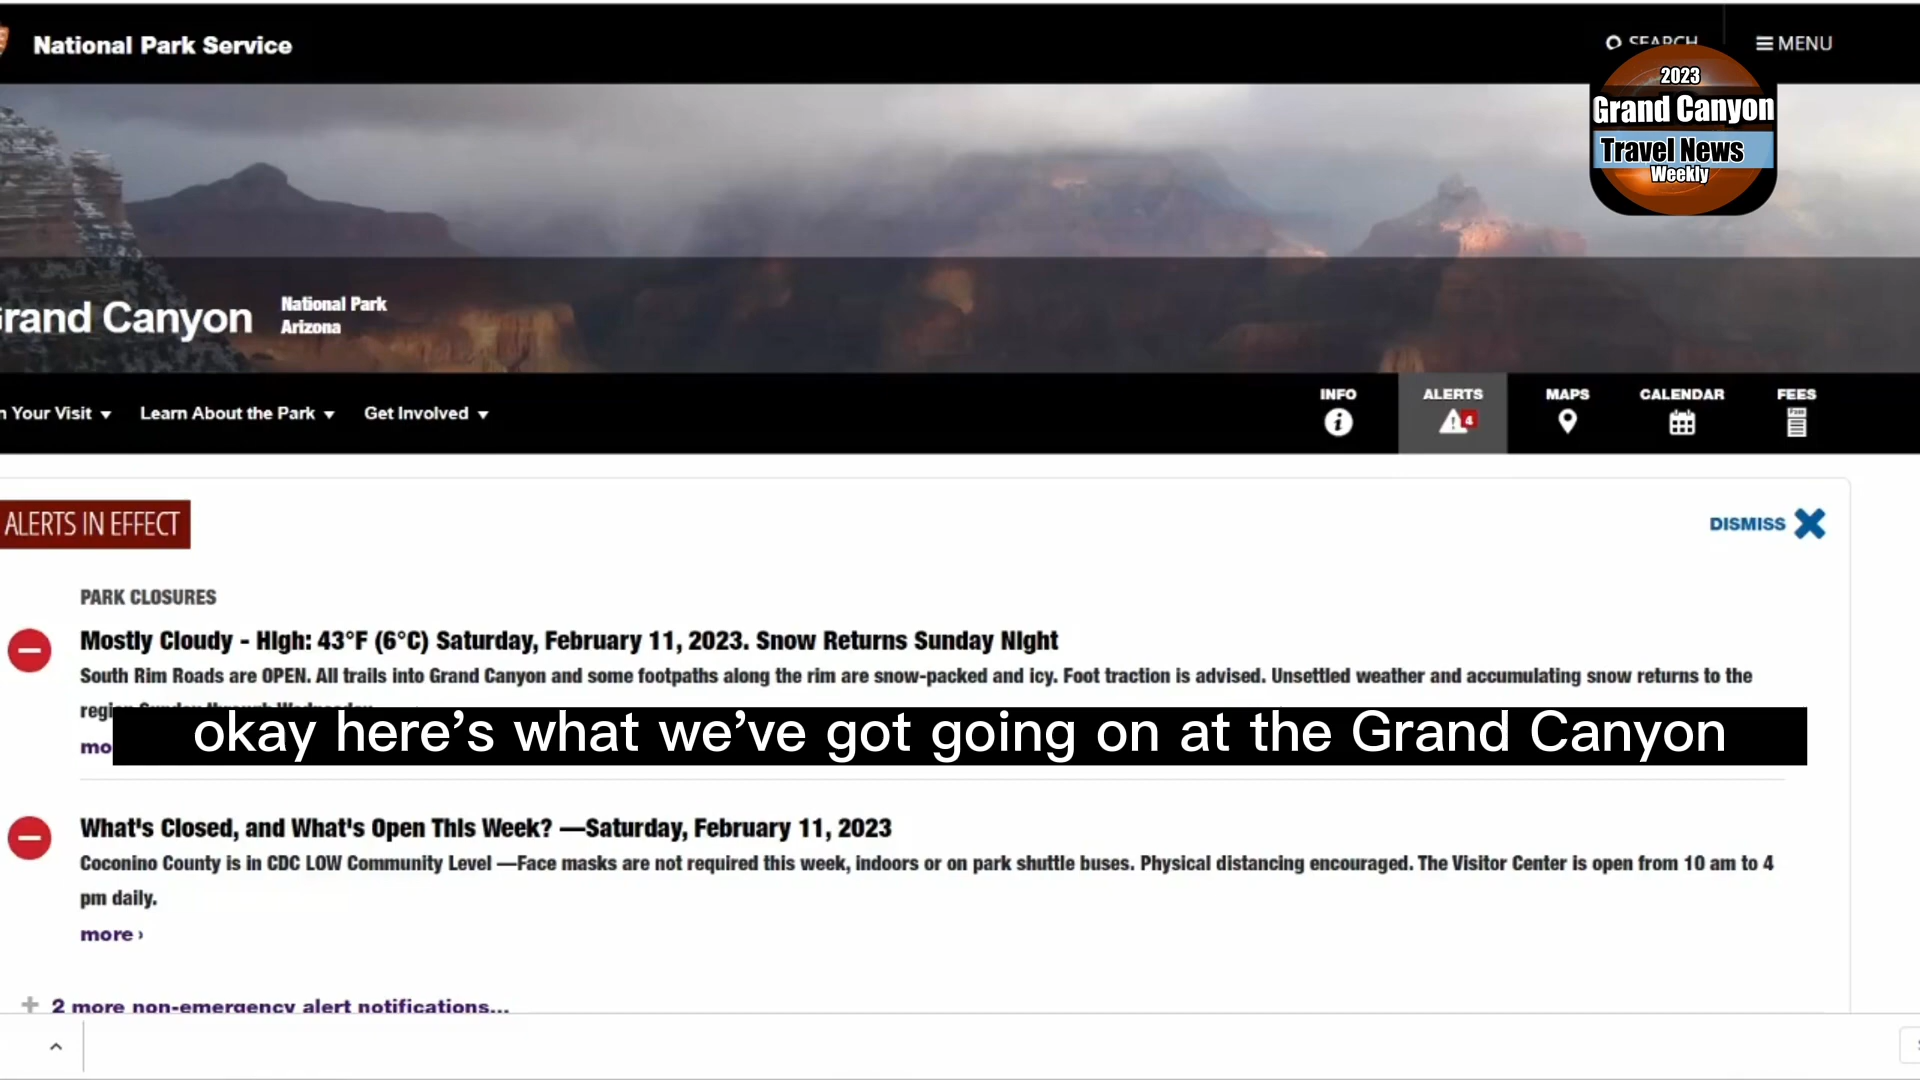 National Park Service
SEARCH
MENU
2023
Grand Canyon
Travel News
Weekly
rand Canyon
National Park
Arizona
n Your Visit
Learn About the Park
Get Involved
INFO
ALERTS
4
MAPS
CALENDAR
FEES
ALERTS IN EFFECT
DISMISS
PARK CLOSURES
Mostly Cloudy - High: 43°F (6°C) Saturday, February 11, 2023. Snow Returns Sunday Night
South Rim Roads are OPEN. All trails into Grand Canyon and some footpaths along the rim are snow-packed and icy. Foot traction is advised. Unsettled weather and accumulating snow returns to the
regi
mo
okay here's what we've got going on at the Grand Canyon
What's Closed, and What's Open This Week? —Saturday, February 11, 2023
Coconino County is in CDC LOW Community Level —Face masks are not required this week, indoors or on park shuttle buses. Physical distancing encouraged. The Visitor Center is open from 10 am to 4
pm daily.
more ›
2 more non-emergency alert notifications...